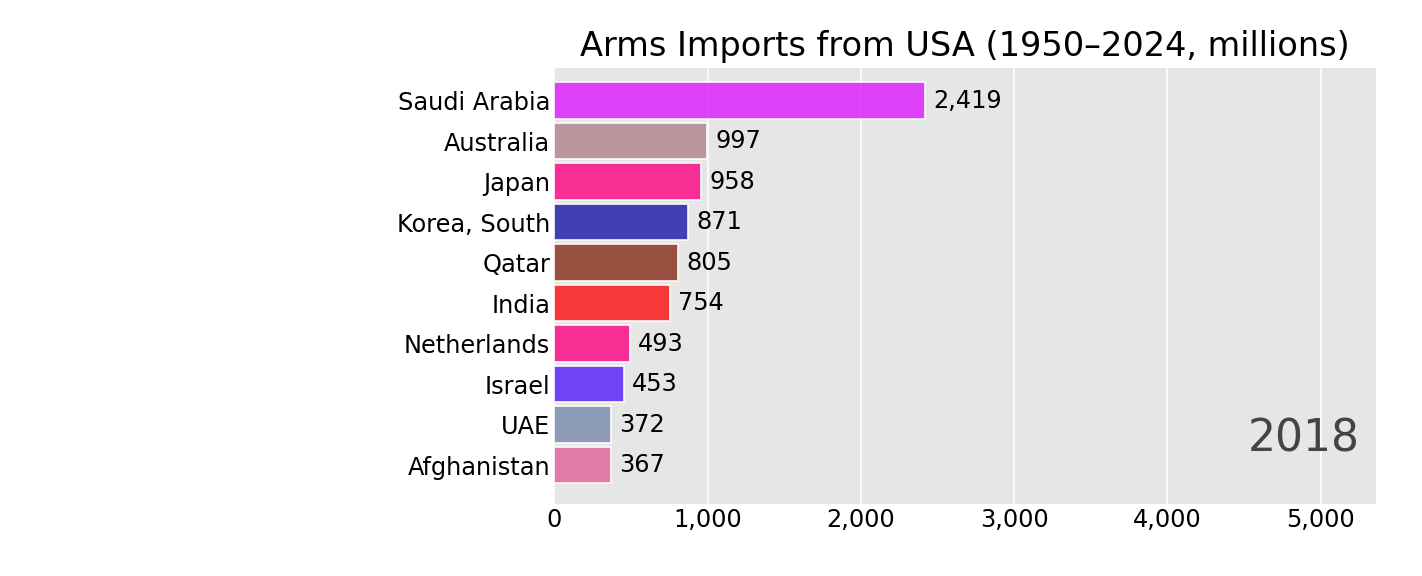 Arms Imports from USA (1950–2024, millions)
Saudi Arabia 2,419
Australia 997
Japan 958
Korea, South 871
Qatar 805
India 754
Netherlands 493
Israel 453
UAE 372
2018
Afghanistan 367
0 1,000 2,000 3,000 4,000 5,000